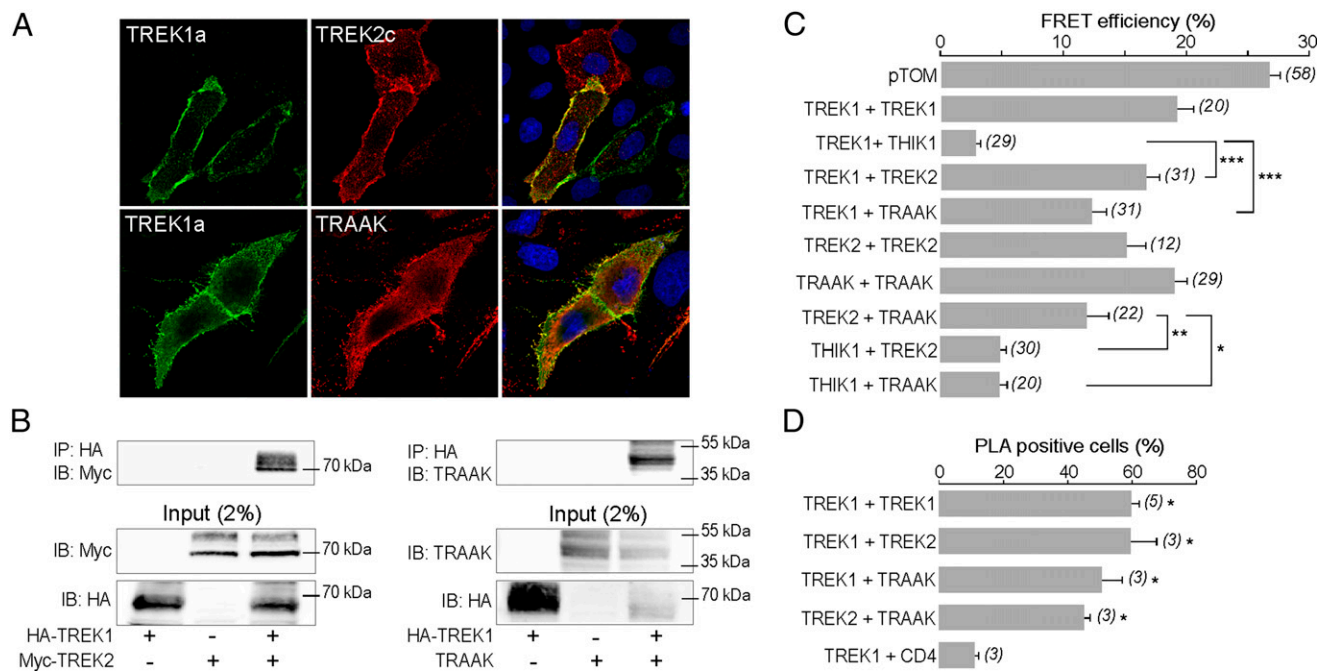 A
TREK1a
TREK2c
TREK1a
TRAAK
B
IP: HA
IB: Myc
70 kDa
Input (2%)
IB: Myc
70 kDa
IB: HA
70 kDa
HA-TREK1 + - +
Myc-TREK2 - + +
IP: HA
IB: TRAAK
55 kDa
35 kDa
Input (2%)
IB: TRAAK
55 kDa
35 kDa
IB: HA
70 kDa
HA-TREK1 + - +
TRAAK - + +
C
FRET efficiency (%)
0 10 20 30
pTOM (58)
TREK1 + TREK1 (20)
TREK1+ THIK1 (29)
TREK1 + TREK2 (31)
TREK1 + TRAAK (31)
TREK2 + TREK2 (12)
TRAAK + TRAAK (29)
TREK2 + TRAAK (22)
THIK1 + TREK2 (30)
THIK1 + TRAAK (20)
***
***
**
*
D
PLA positive cells (%)
0 20 40 60 80
TREK1 + TREK1 (5) *
TREK1 + TREK2 (3) *
TREK1 + TRAAK (3) *
TREK2 + TRAAK (3) *
TREK1 + CD4 (3)